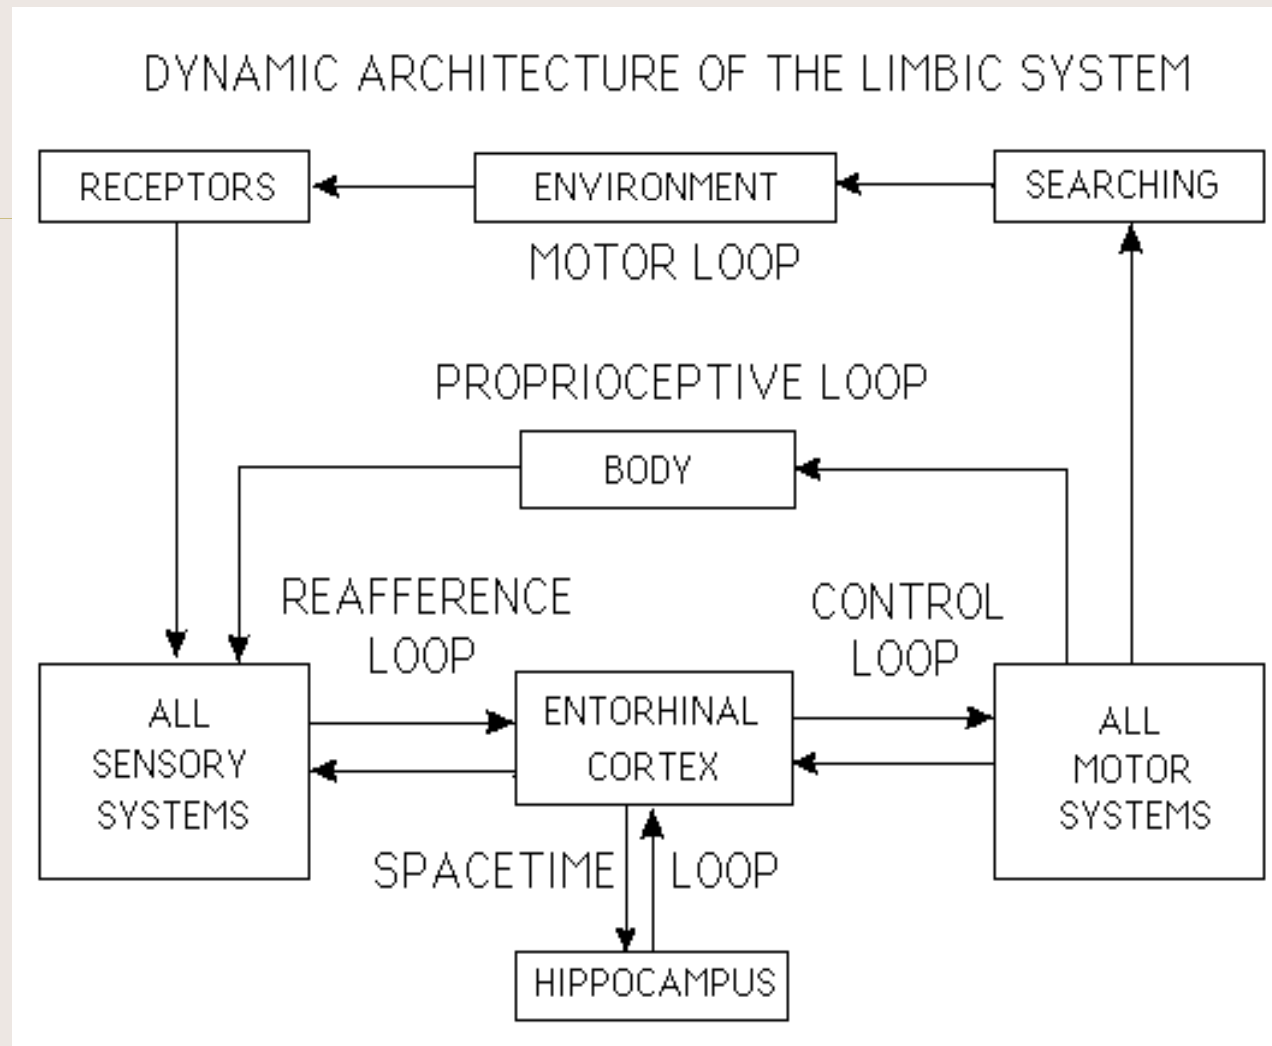 DYNAMIC ARCHITECTURE OF THE LIMBIC SYSTEM
RECEPTORS
ENVIRONMENT
SEARCHING
MOTOR LOOP
PROPRIOCEPTIVE LOOP
BODY
REAFFERENCE
LOOP
CONTROL
LOOP
ALL
SENSORY
SYSTEMS
ENTORHINAL
CORTEX
ALL
MOTOR
SYSTEMS
SPACETIME LOOP
HIPPOCAMPUS